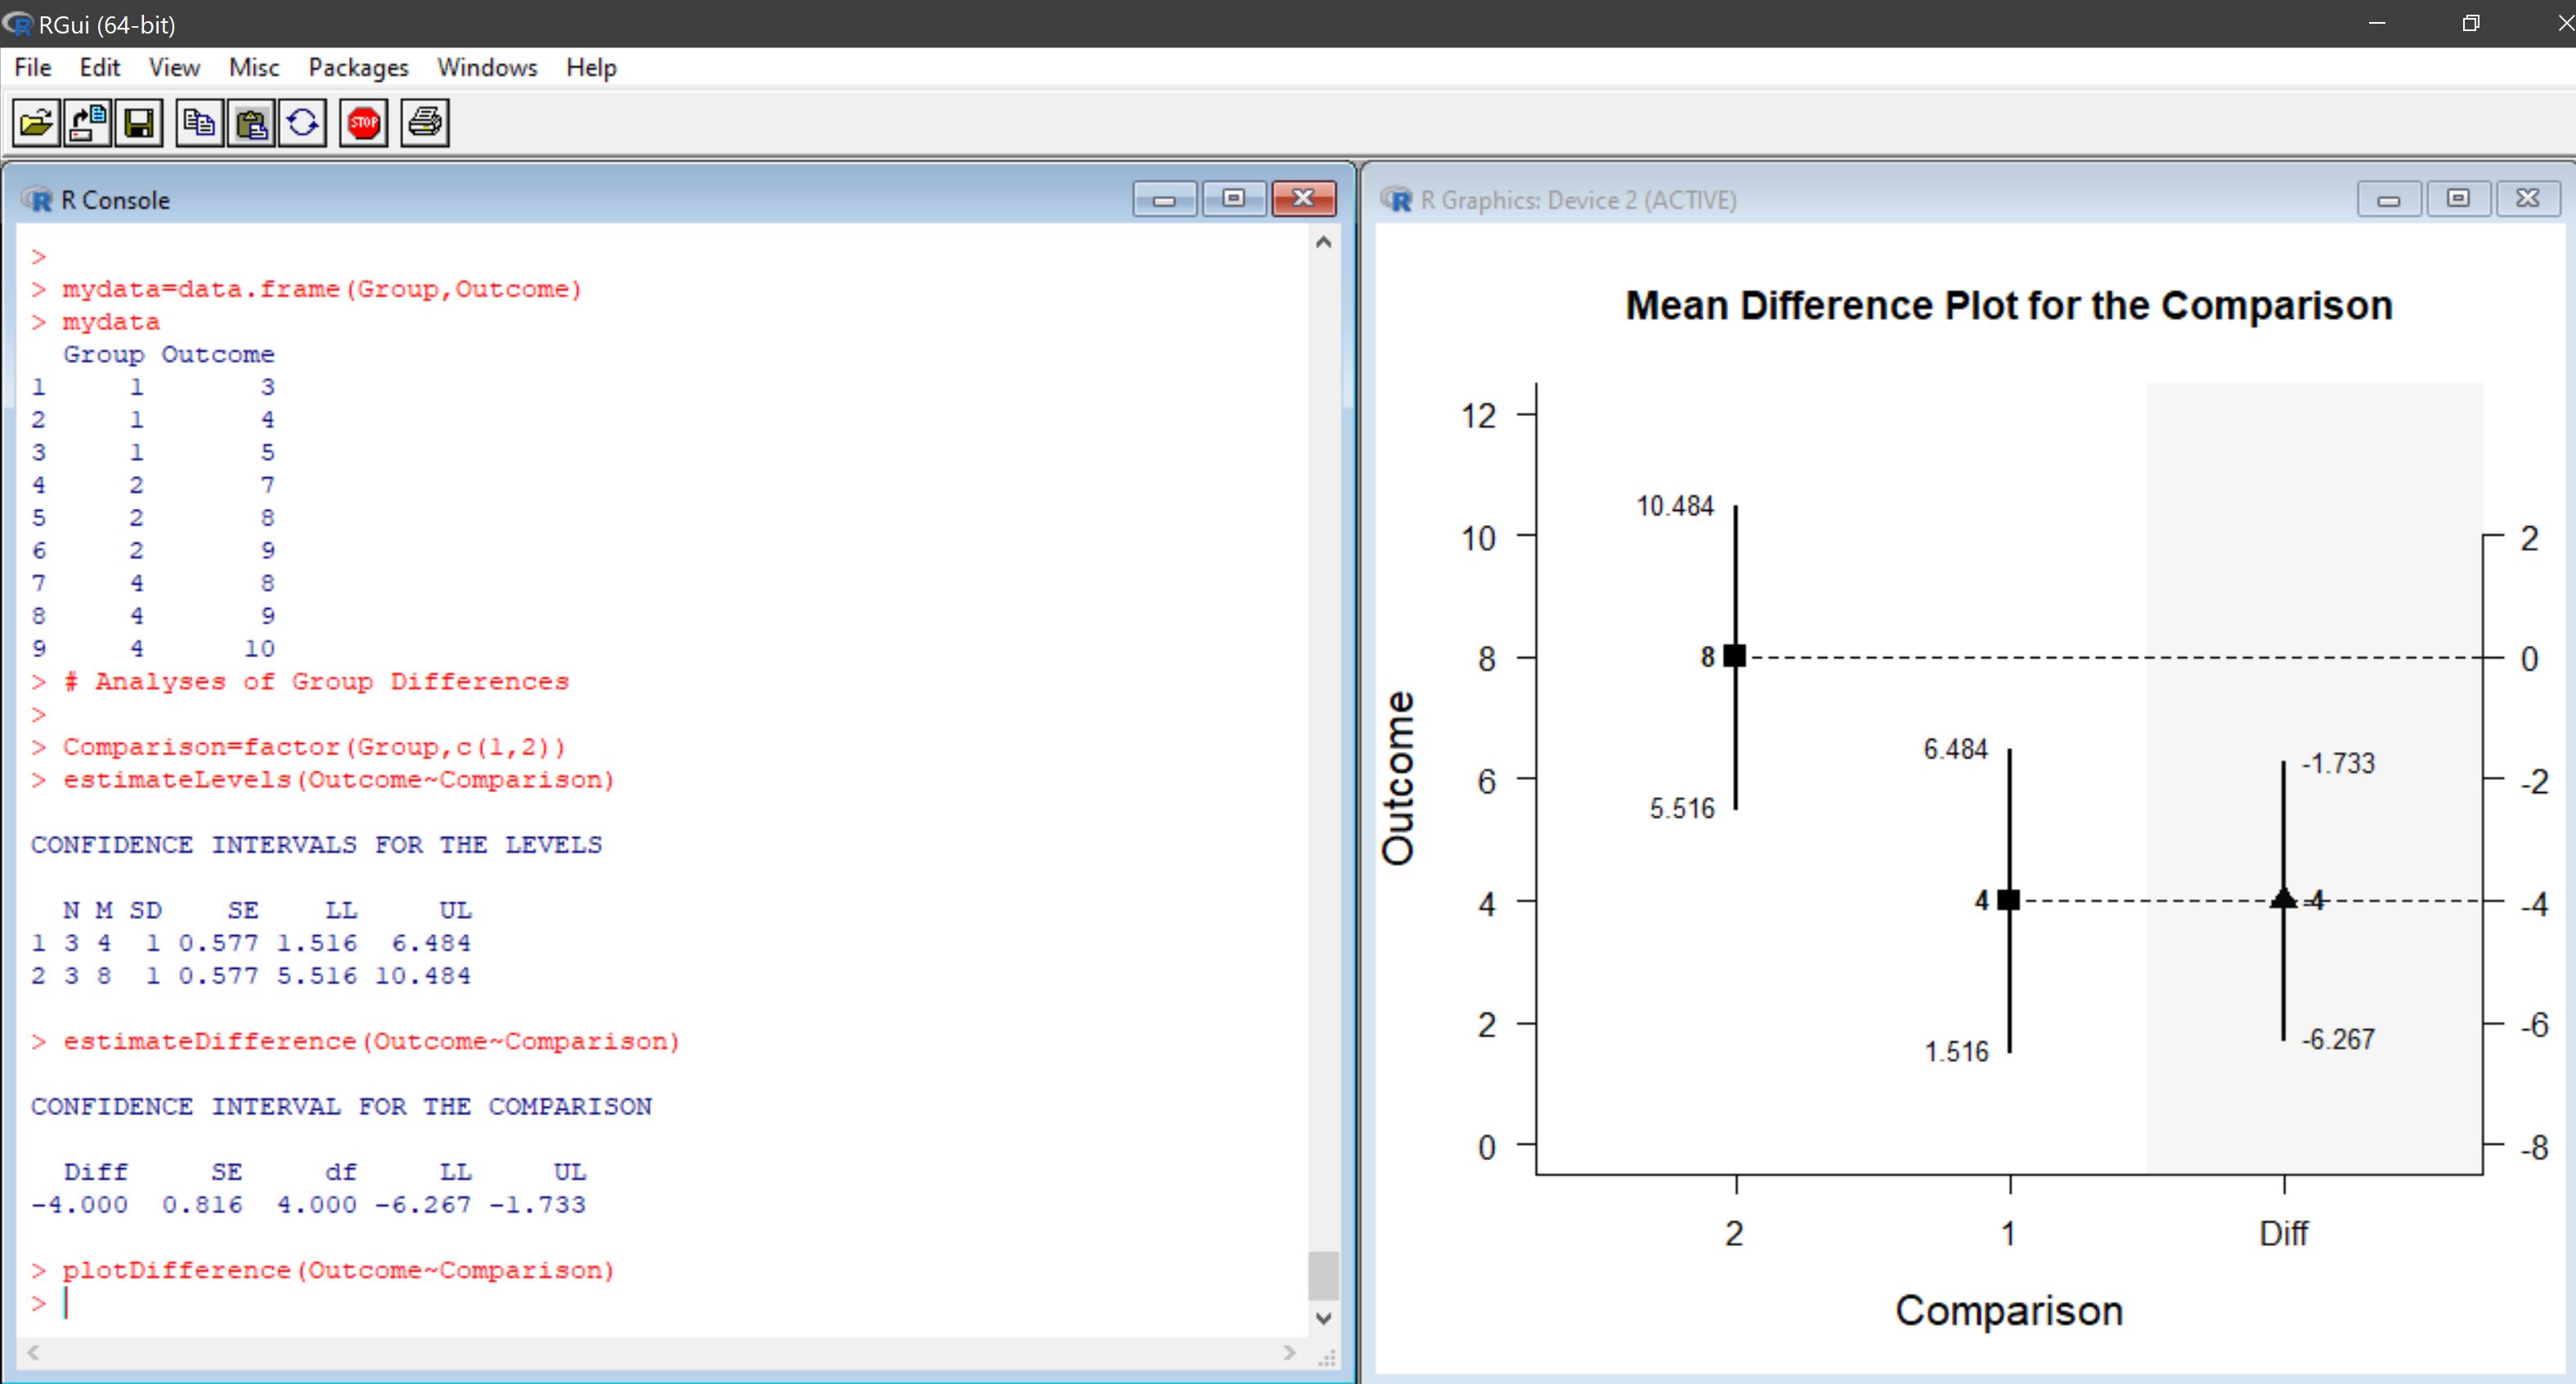 RGui (64-bit)
File Edit View Misc Packages Windows Help
STOP
R Console
>
> mydata=data.frame(Group,Outcome)
> mydata
  Group Outcome
1     1       3
2     1       4
3     1       5
4     2       7
5     2       8
6     2       9
7     4       8
8     4       9
9     4      10
> # Analyses of Group Differences
>
> Comparison=factor(Group,c(1,2))
> estimateLevels(Outcome~Comparison)
CONFIDENCE INTERVALS FOR THE LEVELS
  N M SD    SE    LL     UL
1 3 4  1 0.577 1.516  6.484
2 3 8  1 0.577 5.516 10.484
> estimateDifference(Outcome~Comparison)
CONFIDENCE INTERVAL FOR THE COMPARISON
  Diff     SE     df     LL     UL
-4.000  0.816  4.000 -6.267 -1.733
> plotDifference(Outcome~Comparison)
>
R Graphics: Device 2 (ACTIVE)
Mean Difference Plot for the Comparison
12
10.484
10 2
8 8 0
6.484 -1.733
5.516
6 -2
4 4 -4 -4
2 -6
1.516 -6.267
0 -8
Outcome
2 1 Diff
Comparison